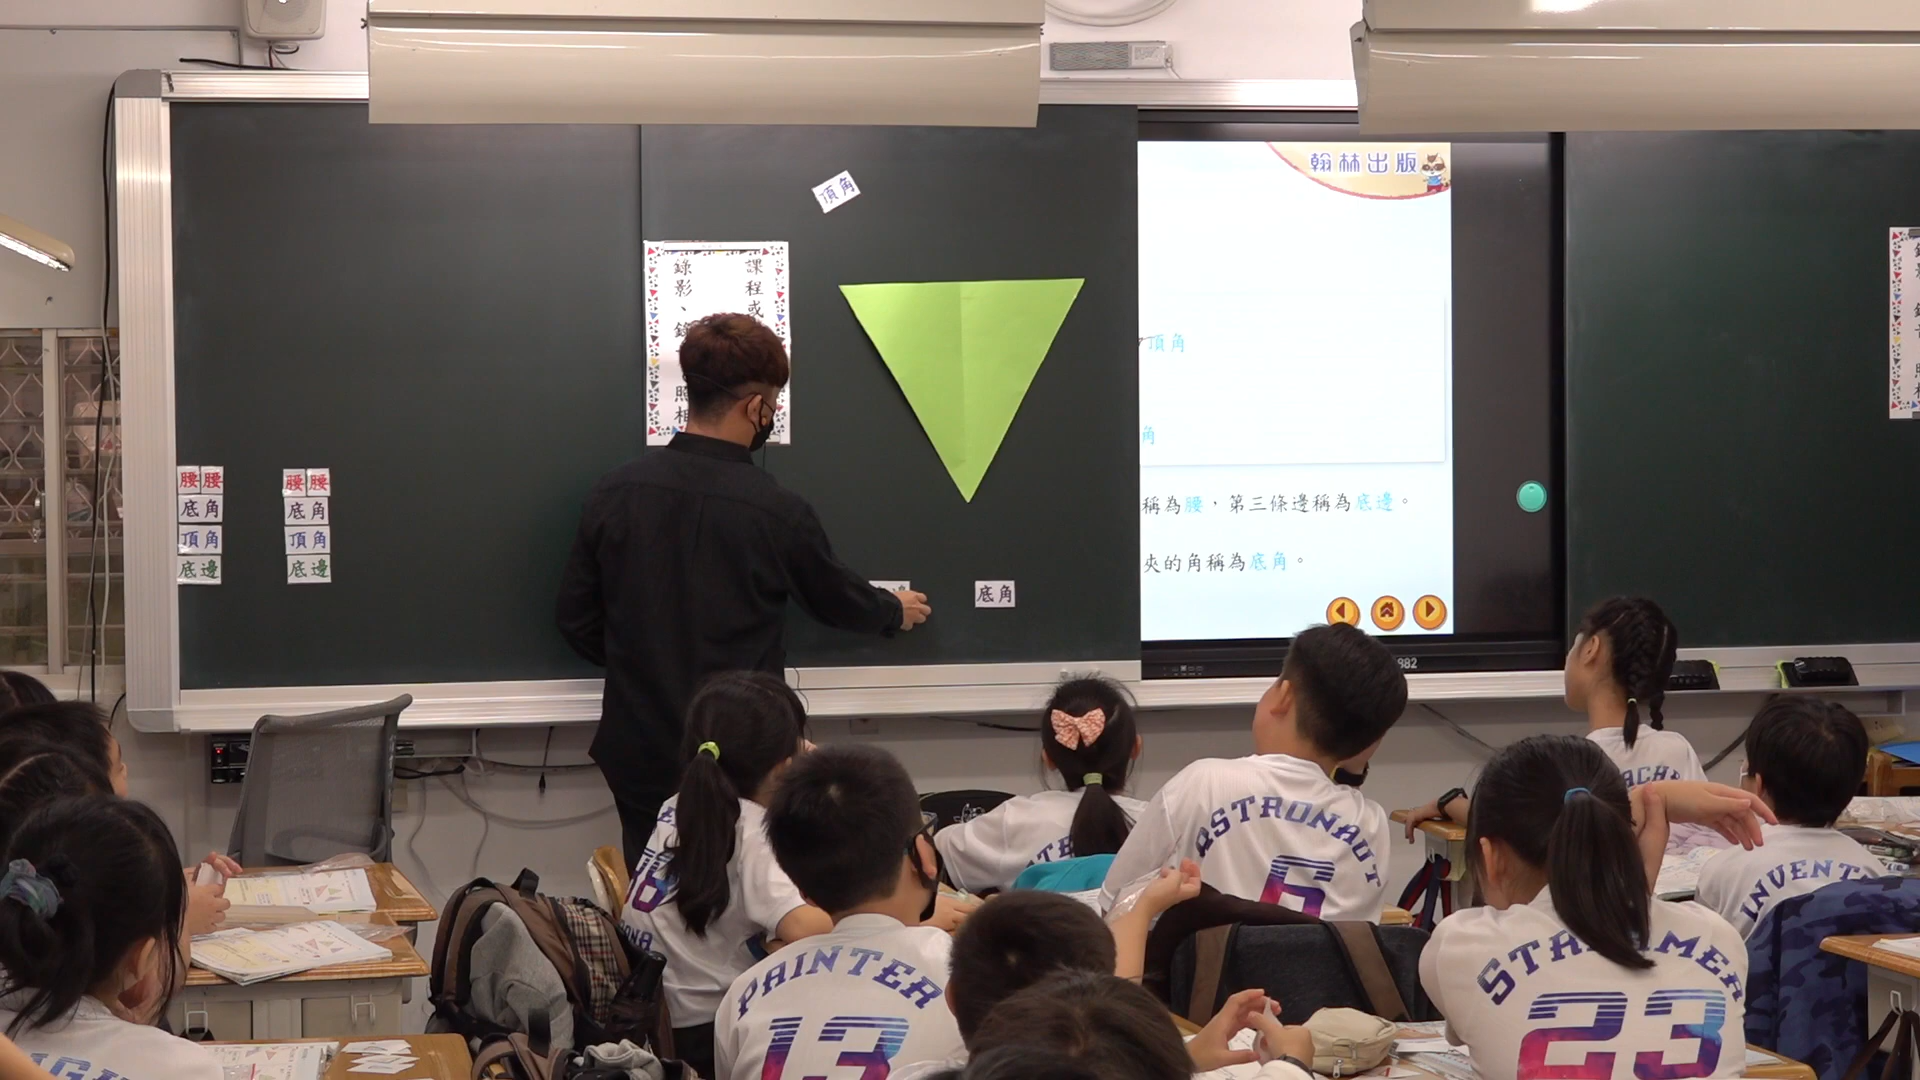 頂角
課程或
錄影、錄
照相
腰 腰
底角
頂角
底邊
腰 腰
底角
頂角
底邊
底角
翰林出版
頂角
角
稱為腰，第三條邊稱為底邊。
夾的角稱為底角。
ASTRONAUT
6
PAINTER
13
23
INVENT